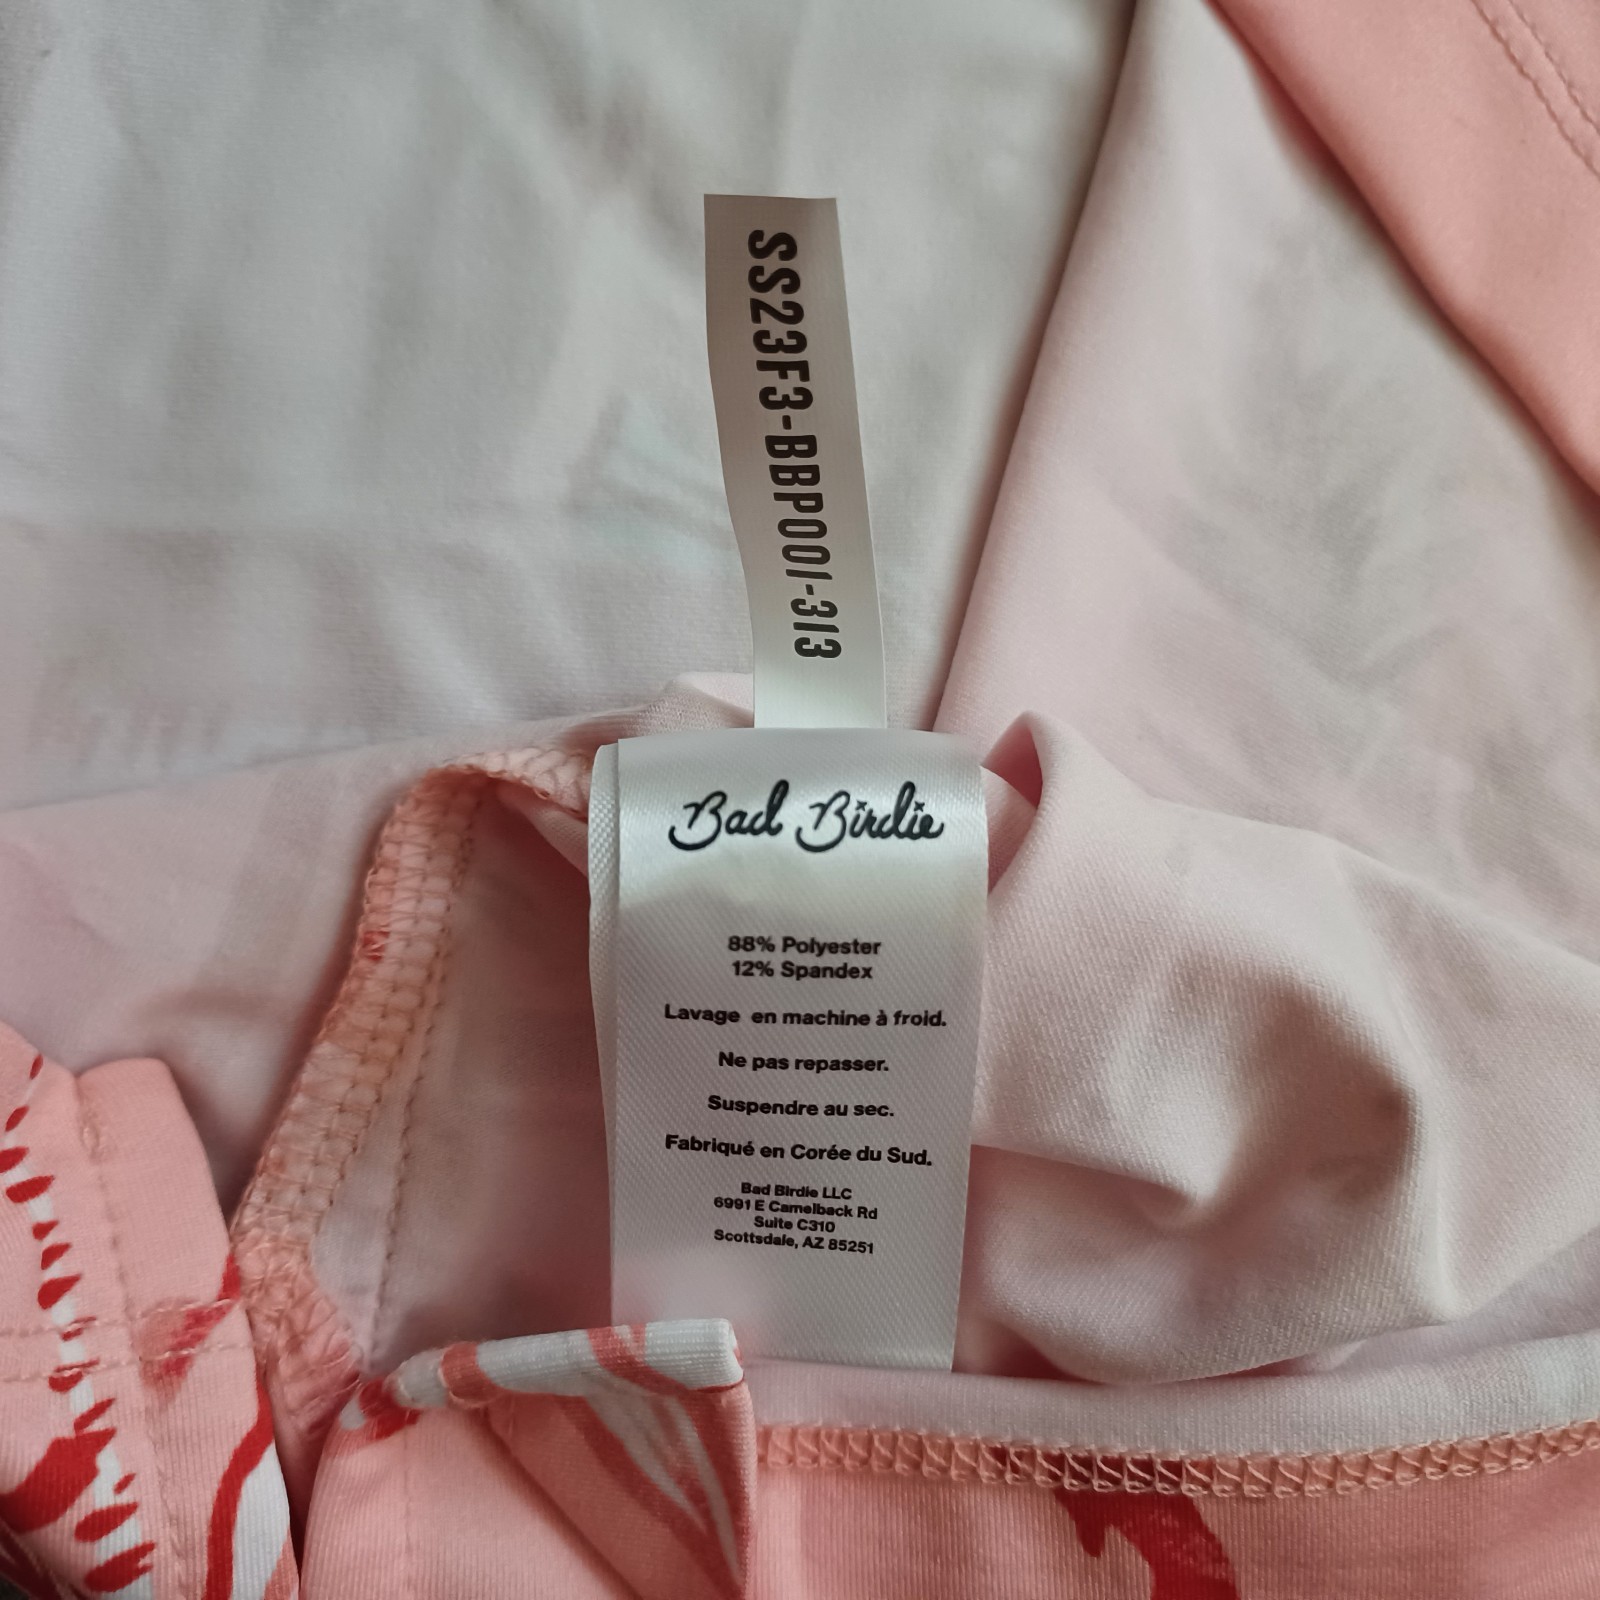 SS23F3-BBP001-313
Bad Birdie
88% Polyester
12% Spandex
Lavage en machine à froid.
Ne pas repasser.
Suspendre au sec.
Fabriqué en Corée du Sud.
Bad Birdie LLC
6991 E Camelback Rd
Suite C310
Scottsdale, AZ 85251